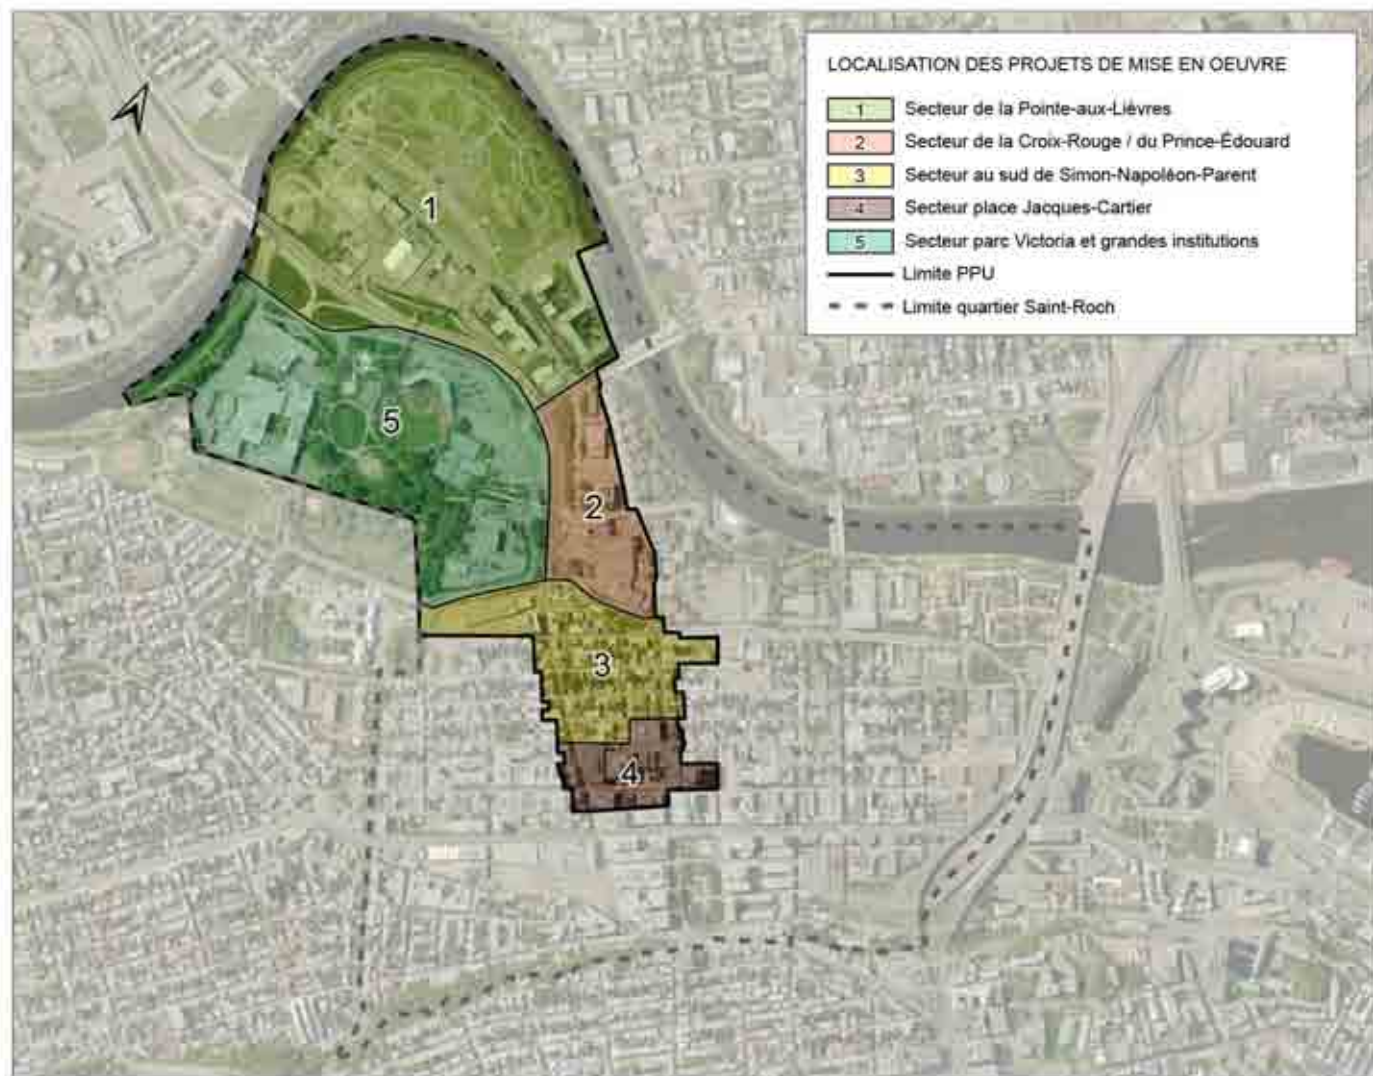 LOCALISATION DES PROJETS DE MISE EN OEUVRE
1 Secteur de la Pointe-aux-Lièvres
2 Secteur de la Croix-Rouge / du Prince-Édouard
3 Secteur au sud de Simon-Napoléon-Parent
4 Secteur place Jacques-Cartier
5 Secteur parc Victoria et grandes institutions
Limite PPU
Limite quartier Saint-Roch
1
5
2
3
4